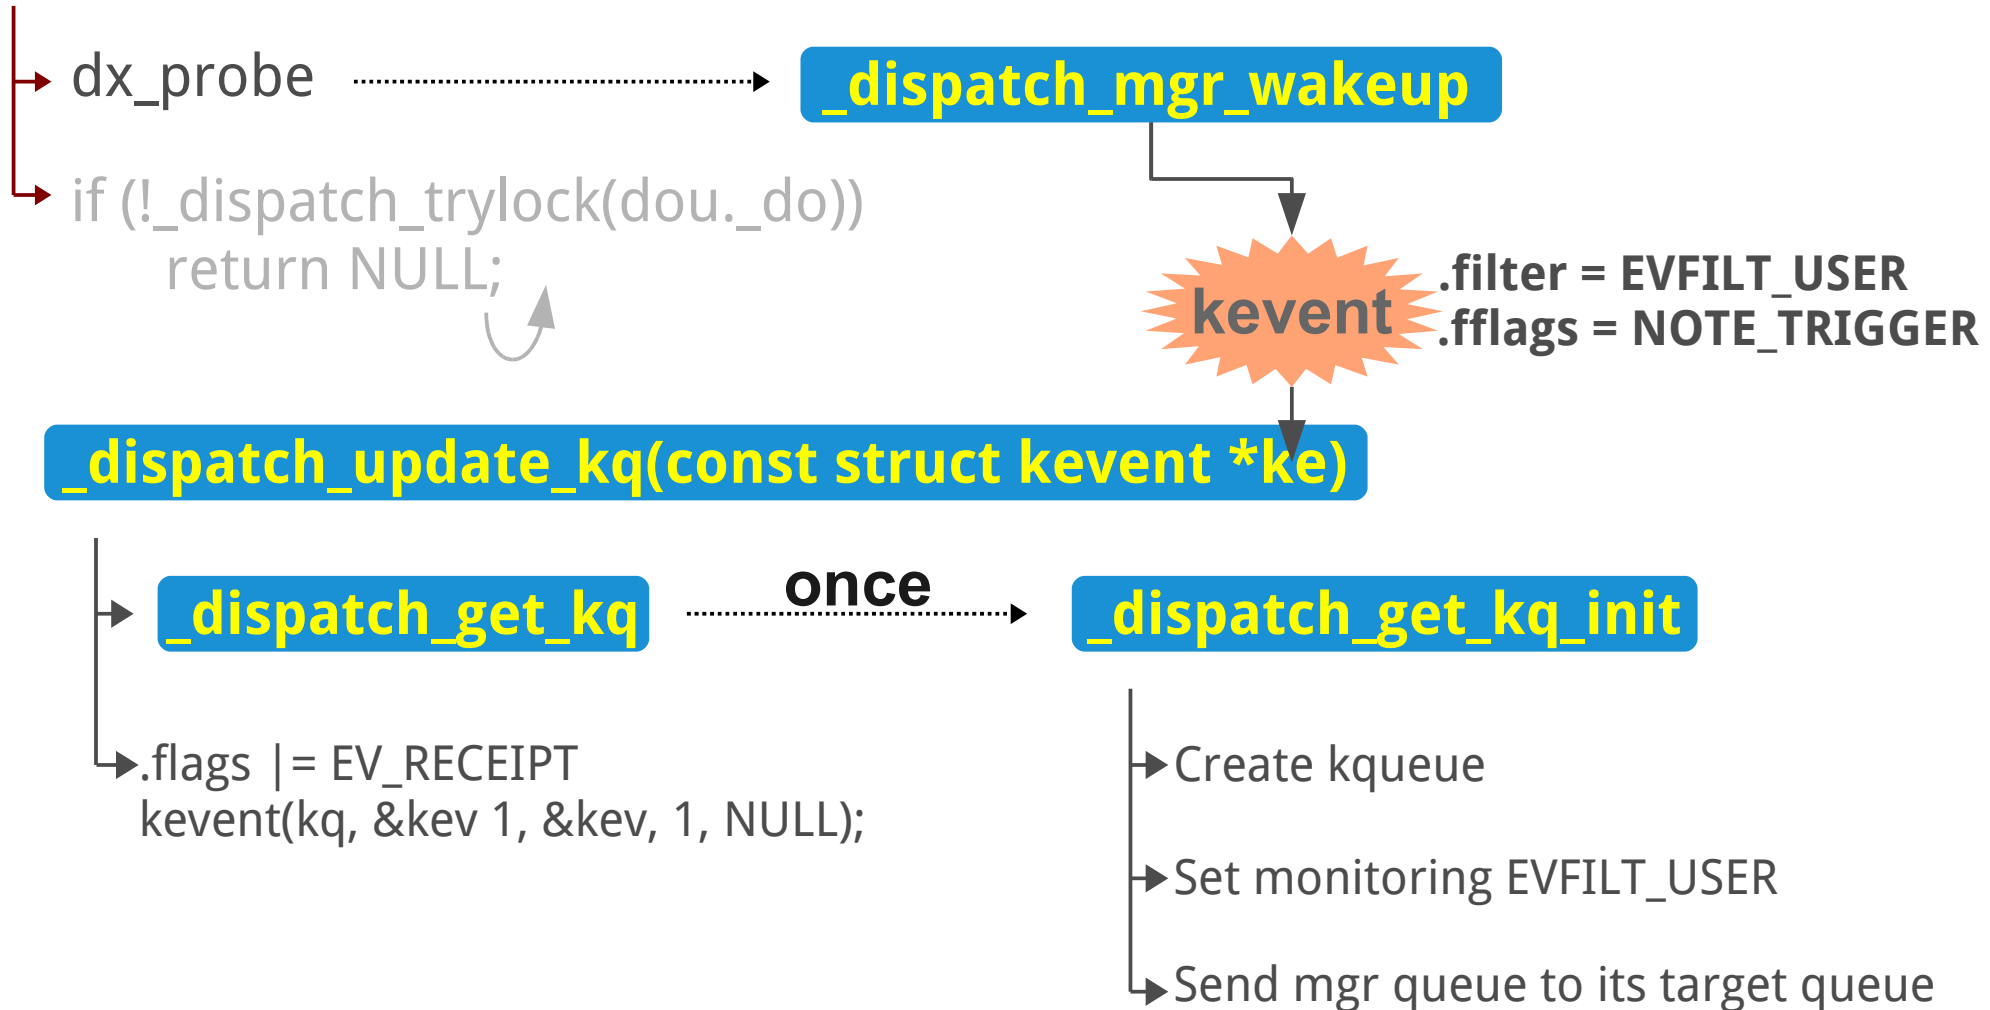 dx_probe
_dispatch_mgr_wakeup
if (!_dispatch_trylock(dou._do))
return NULL;
kevent
.filter = EVFILT_USER
.fflags = NOTE_TRIGGER
_dispatch_update_kq(const struct kevent *ke)
_dispatch_get_kq
once
_dispatch_get_kq_init
.flags |= EV_RECEIPT
kevent(kq, &kev 1, &kev, 1, NULL);
Create kqueue
Set monitoring EVFILT_USER
Send mgr queue to its target queue